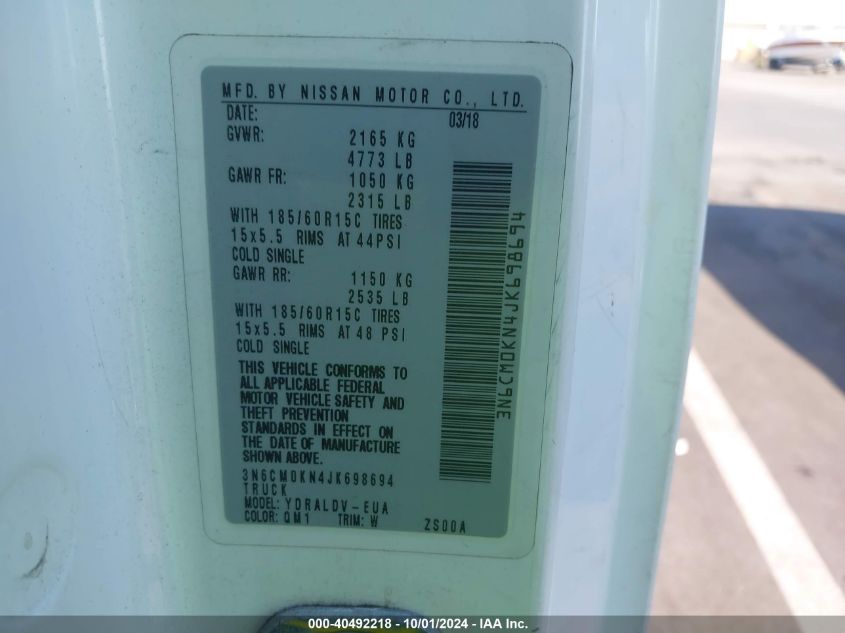 MFD. BY NISSAN MOTOR CO., LTD.
DATE: 03/18
GVWR: 2165 KG
4773 LB
GAWR FR: 1050 KG
2315 LB
WITH 185/60R15C TIRES
15x5.5 RIMS AT 44PSI
COLD SINGLE
GAWR RR: 1150 KG
2535 LB
WITH 185/60R15C TIRES
15x5.5 RIMS AT 48 PSI
COLD SINGLE
THIS VEHICLE CONFORMS TO
ALL APPLICABLE FEDERAL
MOTOR VEHICLE SAFETY AND
THEFT PREVENTION
STANDARDS IN EFFECT ON
THE DATE OF MANUFACTURE
SHOWN ABOVE.
3N6CM0KN4JK698694
TRUCK
MODEL: YDRALDV-EUA
COLOR: QM1 TRIM: W ZS00A
3N6CM0KN4JK698694
000-40492218 - 10/01/2024 - IAA Inc.